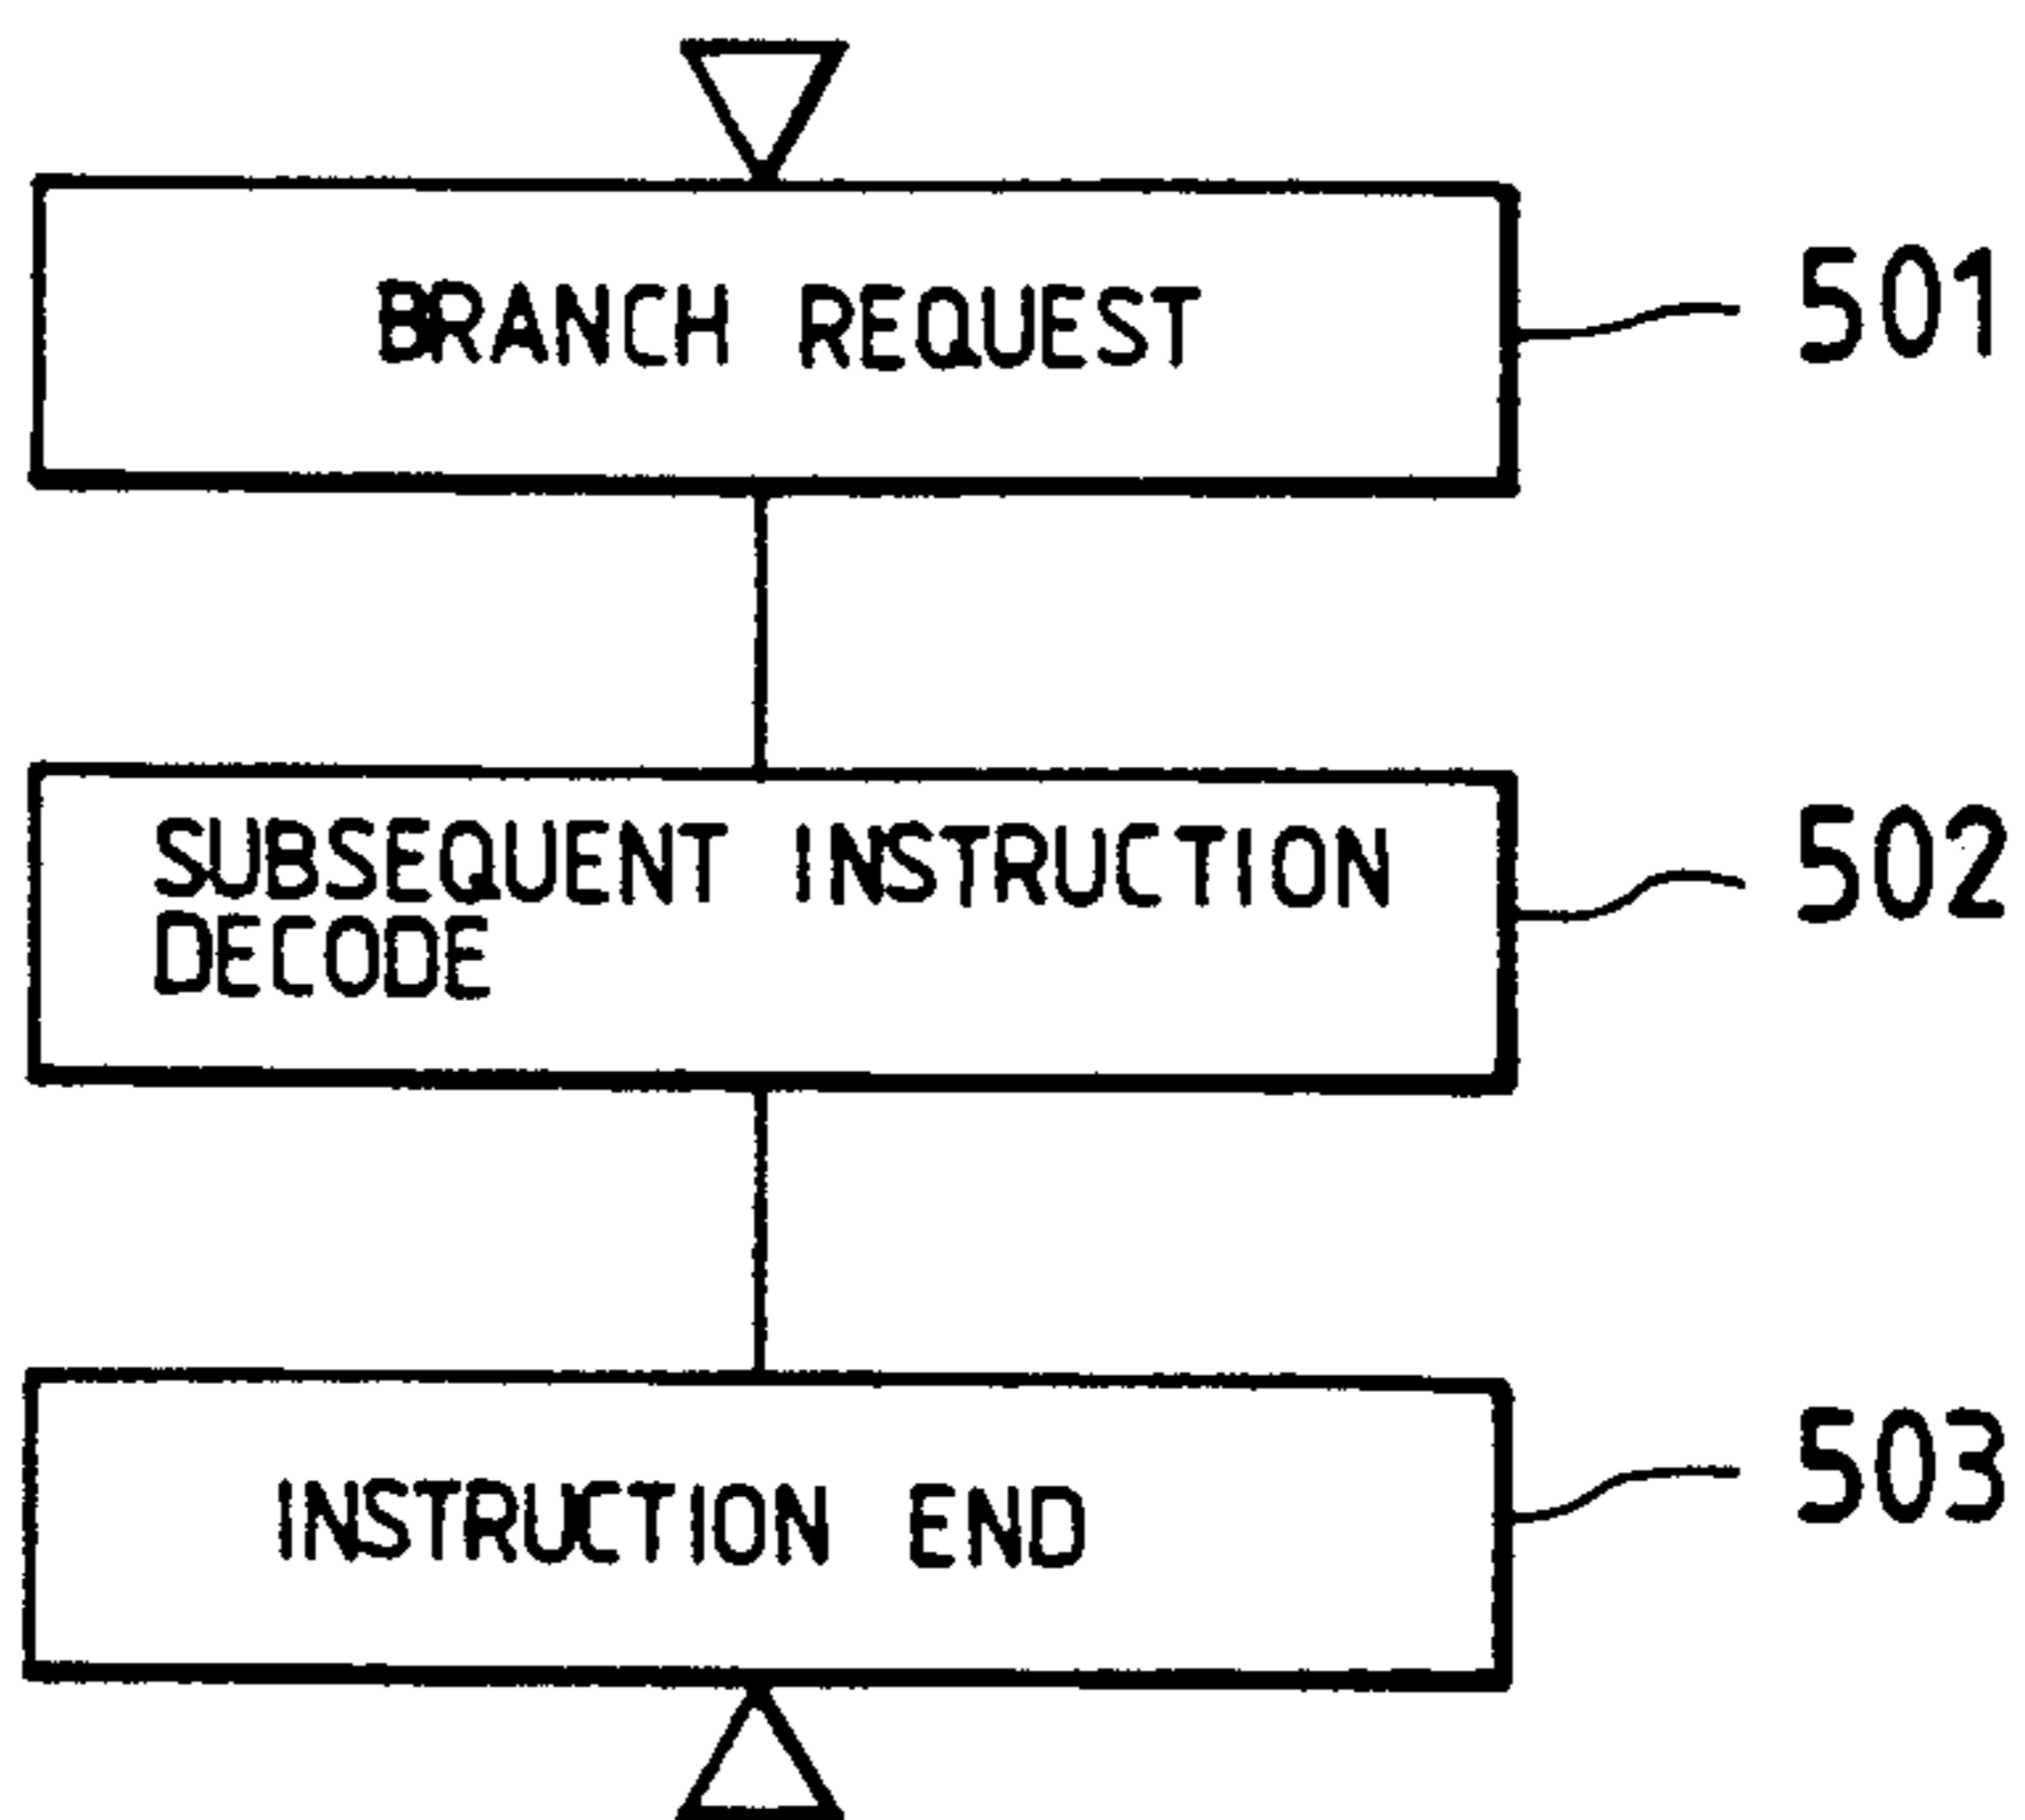 BRANCH REQUEST
501
SUBSEQUENT INSTRUCTION
DECODE
502
INSTRUCTION END
503